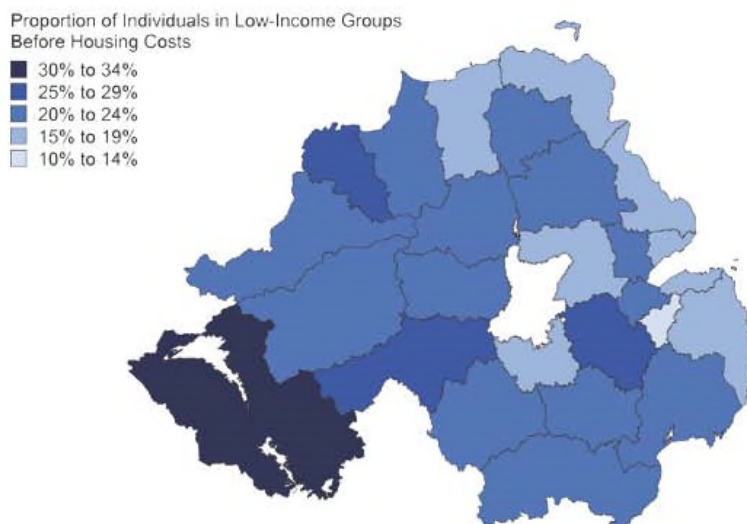 Proportion of Individuals in Low-Income Groups
Before Housing Costs
30% to 34%
25% to 29%
20% to 24%
15% to 19%
10% to 14%